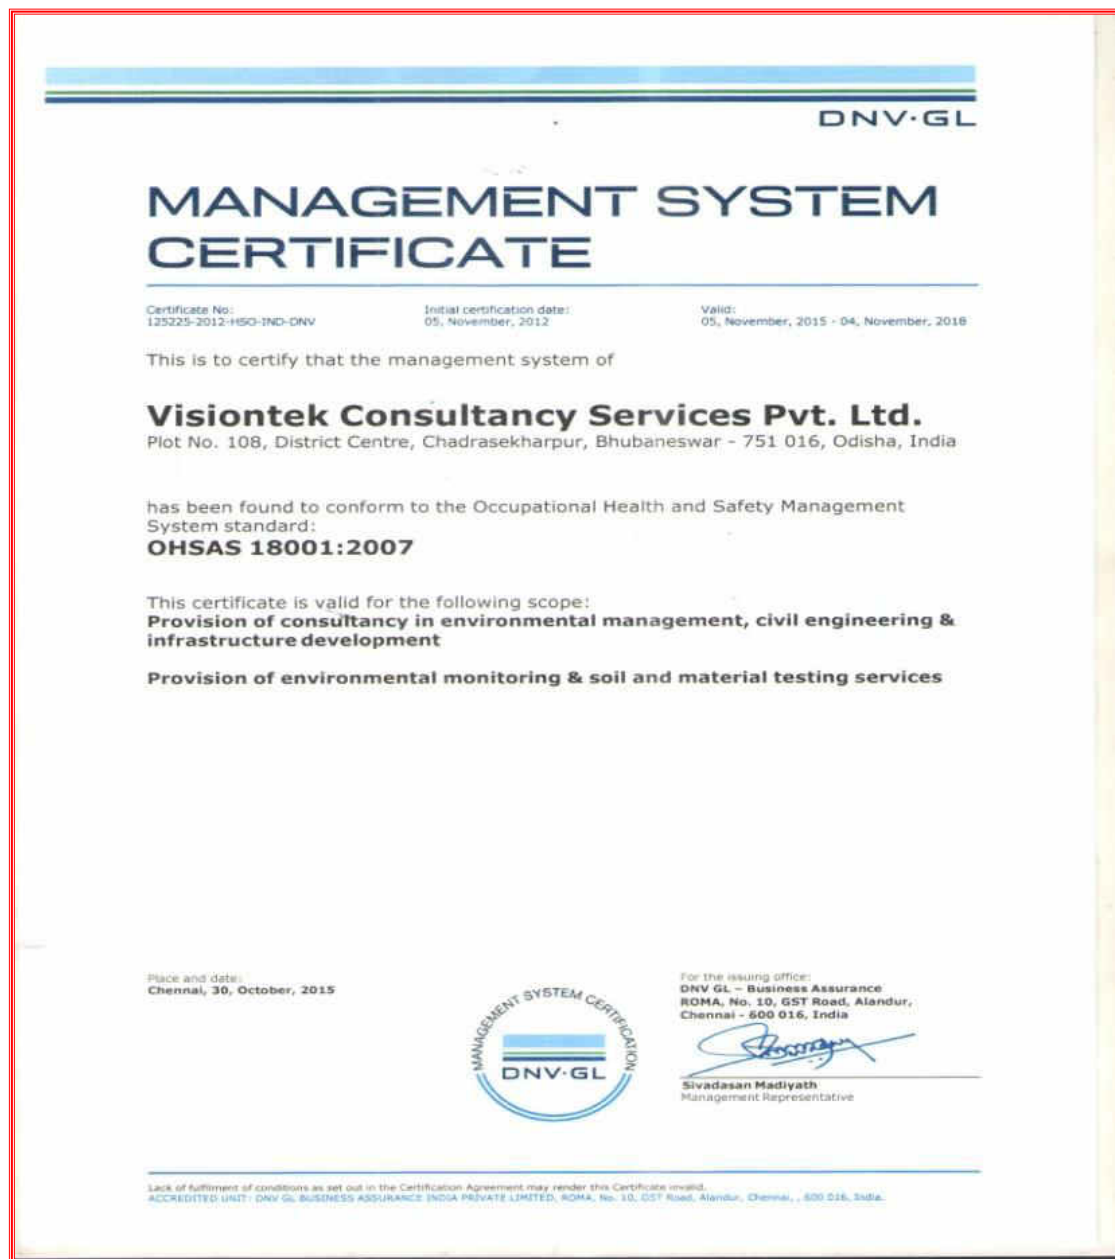 DNV·GL
MANAGEMENT SYSTEM
CERTIFICATE
Certificate No:
125225-2012-HSO-IND-DNV
Initial certification date:
05, November, 2012
Valid:
05, November, 2015 - 04, November, 2018
This is to certify that the management system of
Visiontek Consultancy Services Pvt. Ltd.
Plot No. 108, District Centre, Chadrasekharpur, Bhubaneswar - 751 016, Odisha, India
has been found to conform to the Occupational Health and Safety Management
System standard:
OHSAS 18001:2007
This certificate is valid for the following scope:
Provision of consultancy in environmental management, civil engineering &
infrastructure development
Provision of environmental monitoring & soil and material testing services
Place and date:
Chennai, 30, October, 2015
MANAGEMENT SYSTEM CERTIFICATION
DNV·GL
For the issuing office:
DNV GL – Business Assurance
ROMA, No. 10, GST Road, Alandur,
Chennai - 600 016, India
Sivadasan Madiyath
Management Representative
Lack of fulfilment of conditions as set out in the Certification Agreement may render this Certificate invalid.
ACCREDITED UNIT: DNV GL BUSINESS ASSURANCE INDIA PRIVATE LIMITED, ROMA, No. 10, GST Road, Alandur, Chennai, , 600 016, India.